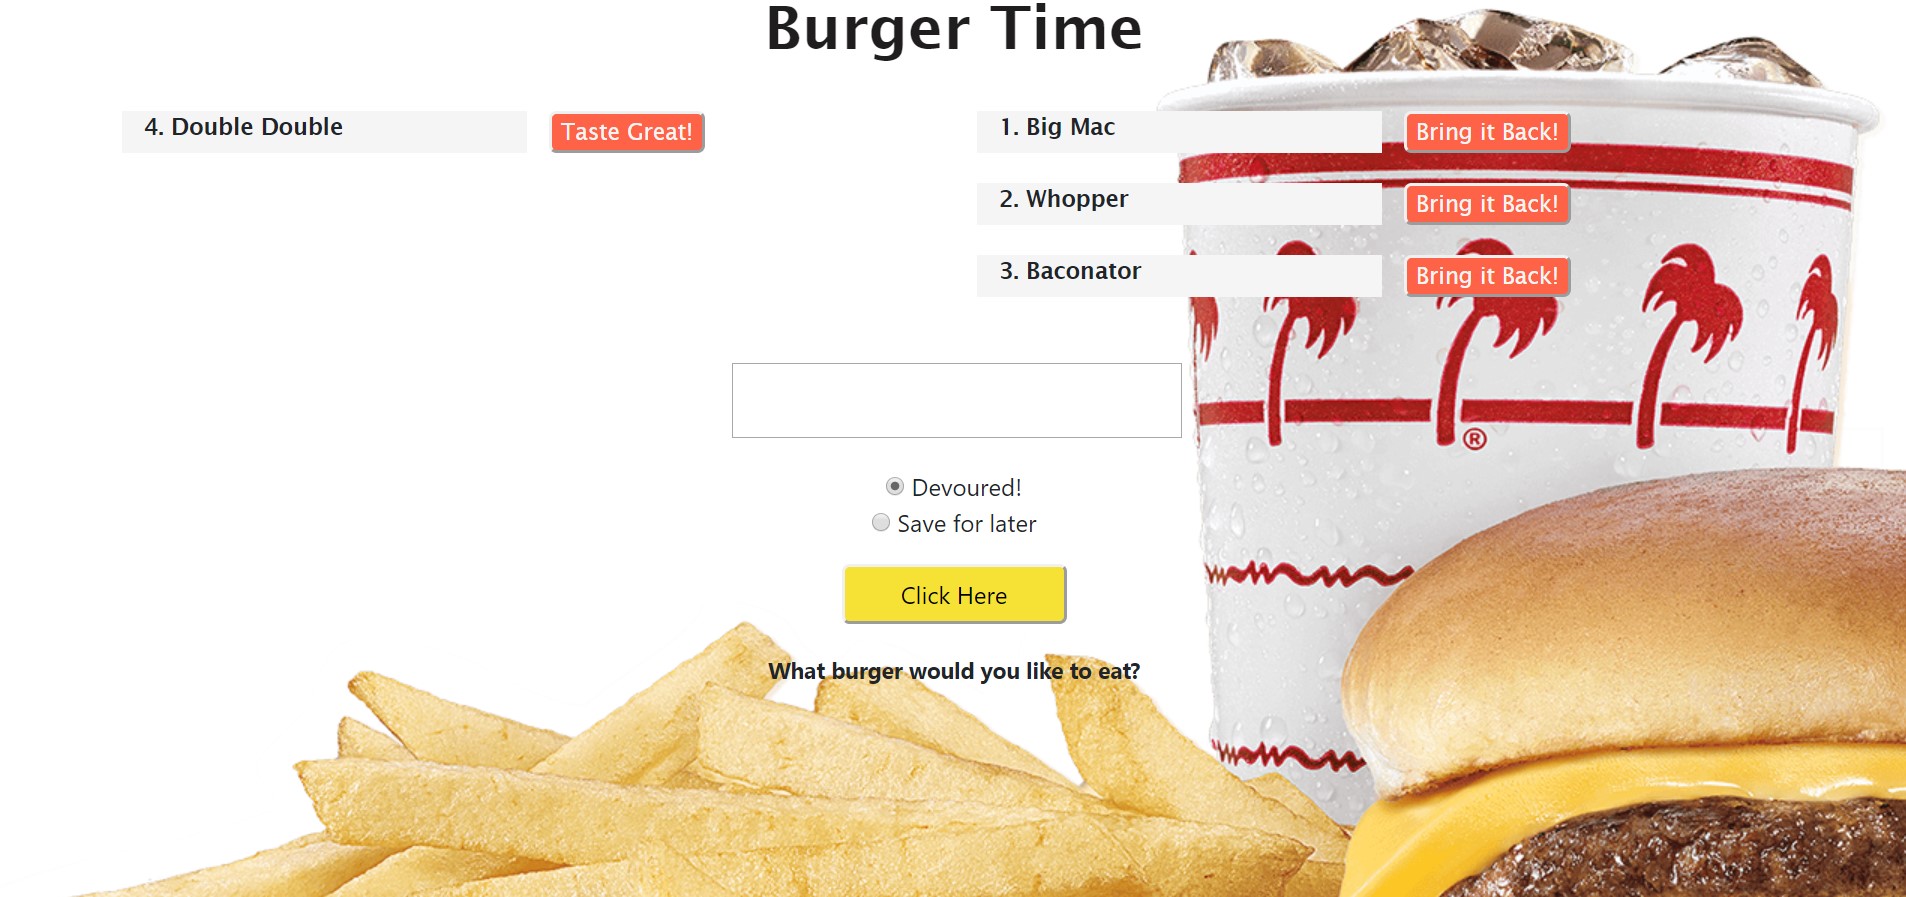 Burger Time
4. Double Double
Taste Great!
1. Big Mac
Bring it Back!
2. Whopper
Bring it Back!
3. Baconator
Bring it Back!
®
Devoured!
Save for later
Click Here
What burger would you like to eat?